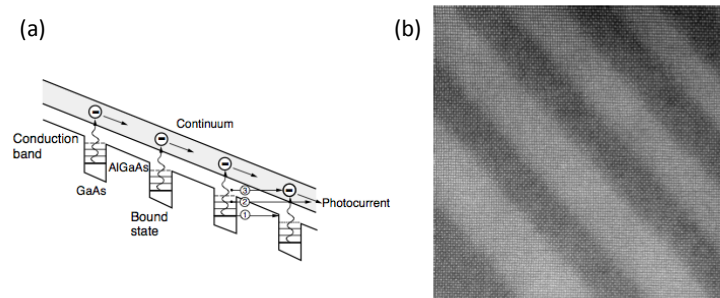 (a)
(b)
Continuum
Conduction
band
AlGaAs
GaAs
Bound
state
③
②
①
Photocurrent